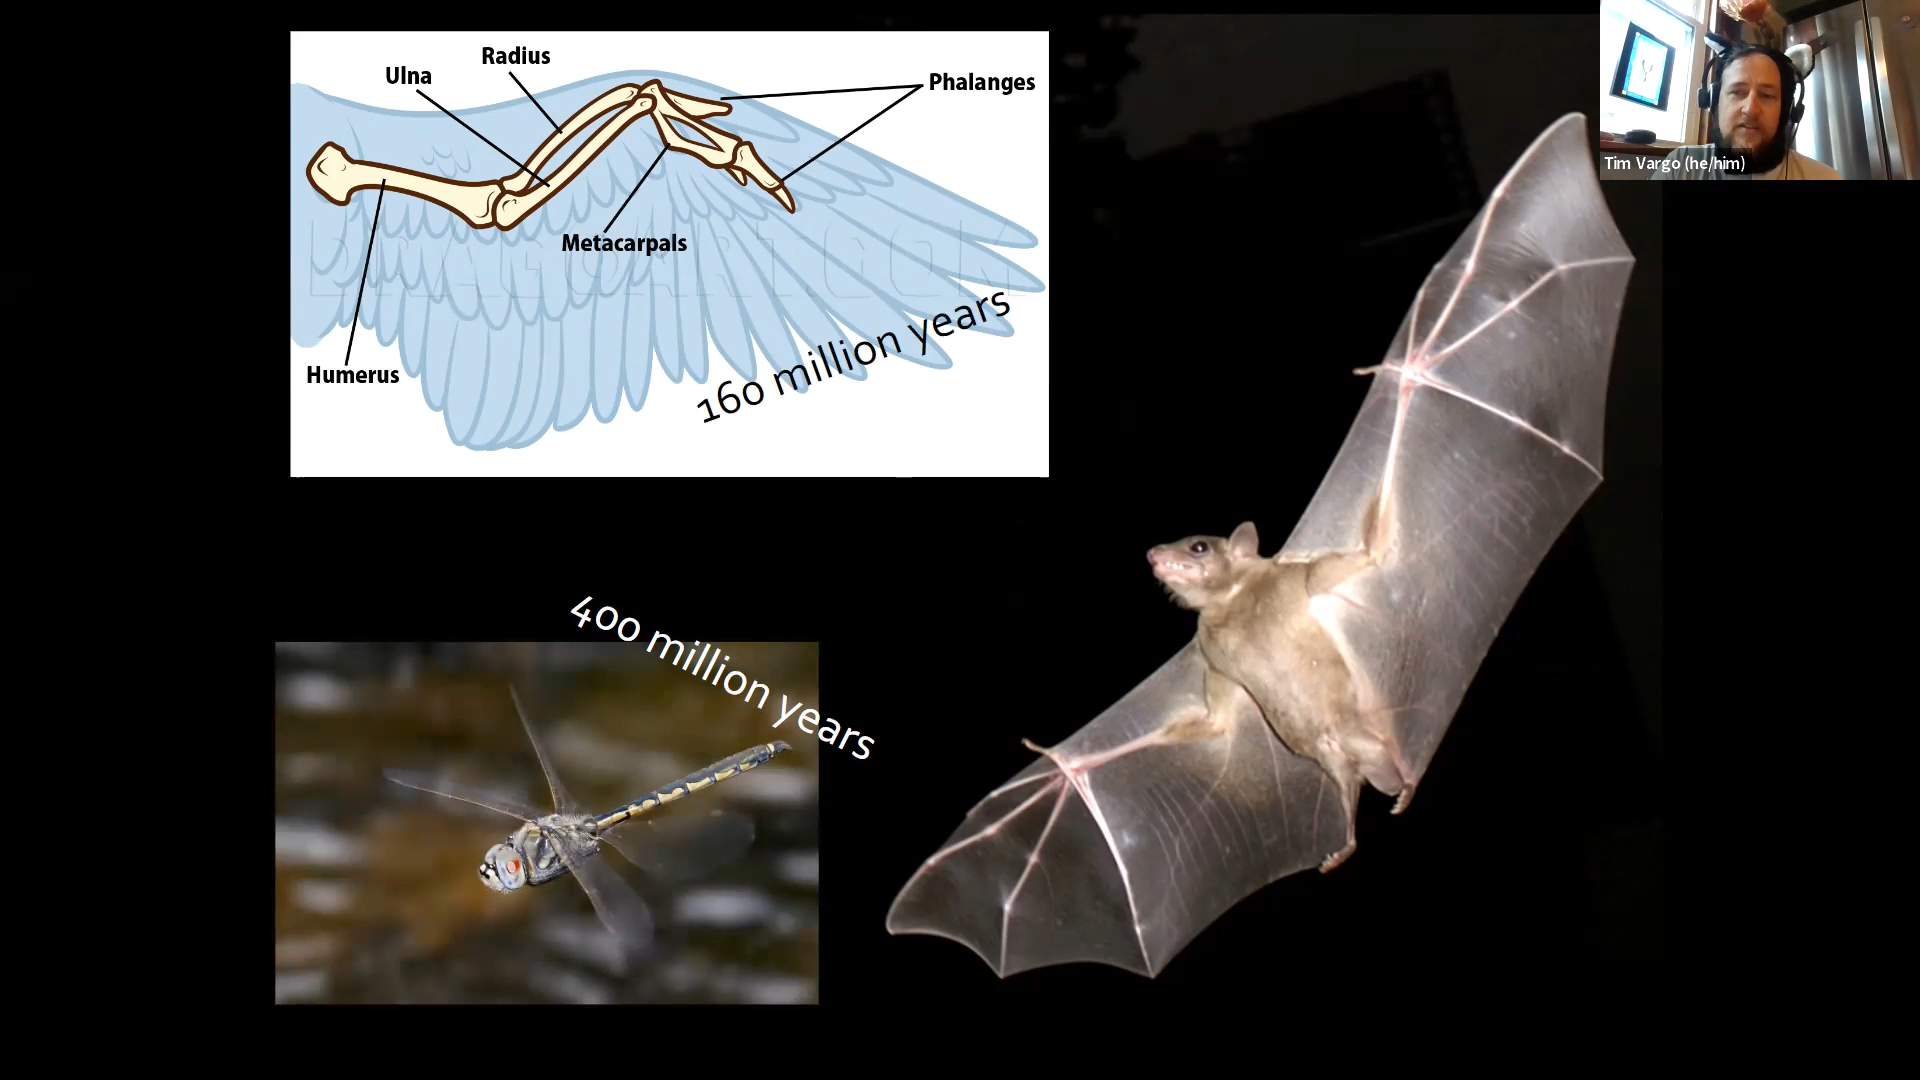 Radius
Ulna
Phalanges
Metacarpals
Humerus
160 million years
400 million years
Tim Vargo (he/him)